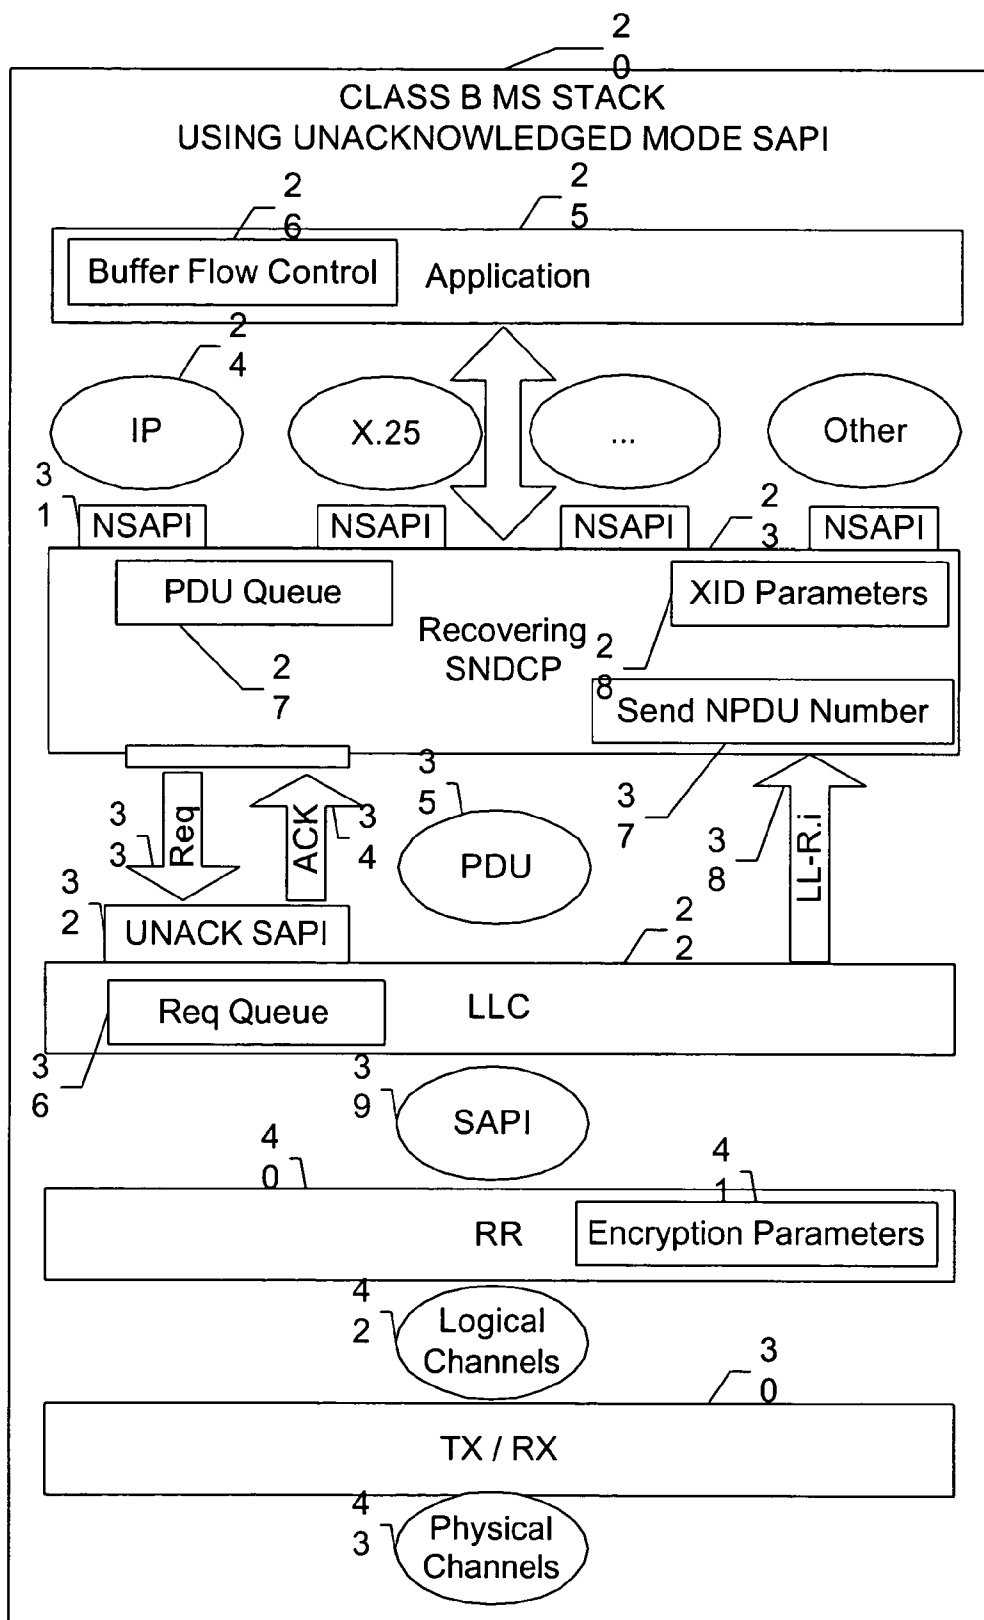 20
CLASS B MS STACK
USING UNACKNOWLEDGED MODE SAPI
25
26
Buffer Flow Control
Application
24
IP
X.25
...
Other
31
NSAPI
NSAPI
NSAPI
23
NSAPI
PDU Queue
XID Parameters
Recovering
SNDCP
28
27
Send NPDU Number
35
37
38
33
Req
ACK
34
PDU
LL-R.i
32
UNACK SAPI
22
Req Queue
LLC
36
39
SAPI
40
41
RR
Encryption Parameters
42
Logical
Channels
30
TX / RX
43
Physical
Channels